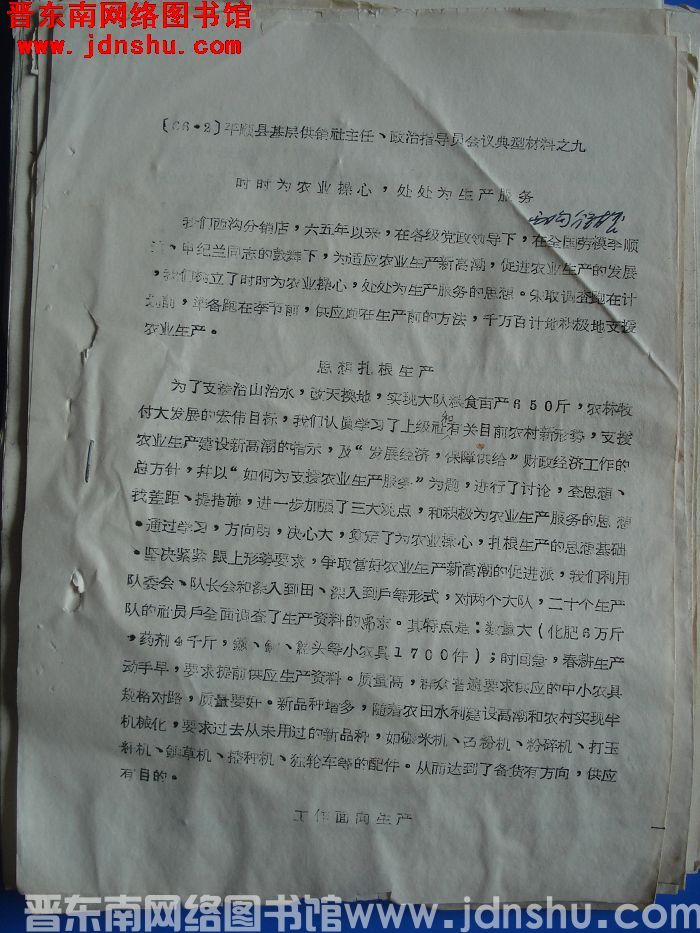 晋东南网络图书馆
www.jdnshu.com
〔66·2〕平顺县基层供销社主任、政治指导员会议典型材料之九
时时为农业操心，处处为生产服务
西沟
我们西沟分销店，六五年以来，在各级党政领导下，在全国劳模李顺
、申纪兰同志的鼓舞下，为适应农业生产新高潮，促进农业生产的发展
，我们树立了时时为农业操心，处处为生产服务的思想。采取调查跑在计
划前，准备跑在季节前，供应跑在生产前的方法，千方百计地积极地支援
农业生产。
思想扎根生产
为了支援治山治水，改天换地，实现大队粮食亩产650斤，农林牧
付大发展的宏伟目标，我们认真学习了上级社和有关目前农村新形势，支援
农业生产建设新高潮的指示，及“发展经济，保障供给”财政经济工作的
总方针，并以“如何为支援农业生产服务”为题，进行了讨论，查思想、
找差距、提措施，进一步加强了三大观点，和积极为农业生产服务的思想
。通过学习，方向明，决心大，奠定了为农业操心，扎根生产的思想基础
。坚决紧紧跟上形势要求，争取当好农业生产新高潮的促进派，我们利用
队委会、队长会和深入到田、深入到户等形式，对两个大队，二十个生产
队的社员户全面调查了生产资料的需求。其特点是：数量大（化肥6万斤
，药剂4千斤，镢、锄、头等小农具1700件）；时间急，春耕生产
动手早，要求提前供应生产资料。质量高，群众普遍要求供应的中小农具
规格对路，质量要好。新品种增多，随着农田水利建设高潮和农村实现半
机械化，要求过去从未用过的新品种，如碾米机、石粉机、粉碎机、打玉
机、铡草机、秸秆机、独轮车等的配件。从而达到了备货有方向，供应
有目的。
工作面向生产
晋东南网络图书馆www.jdnshu.com